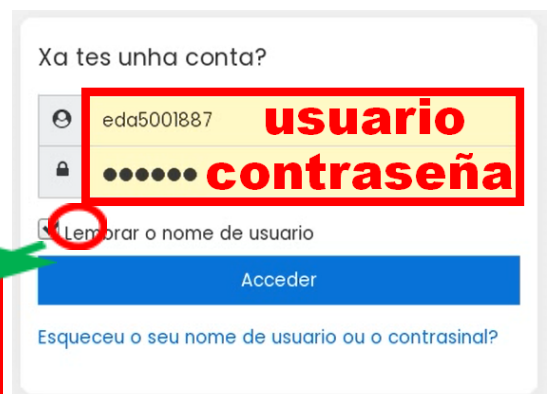 Xa tes unha conta?
eda5001887 usuario
•••••• contraseña
Lembrar o nome de usuario
Acceder
Esqueceu o seu nome de usuario ou o contrasinal?